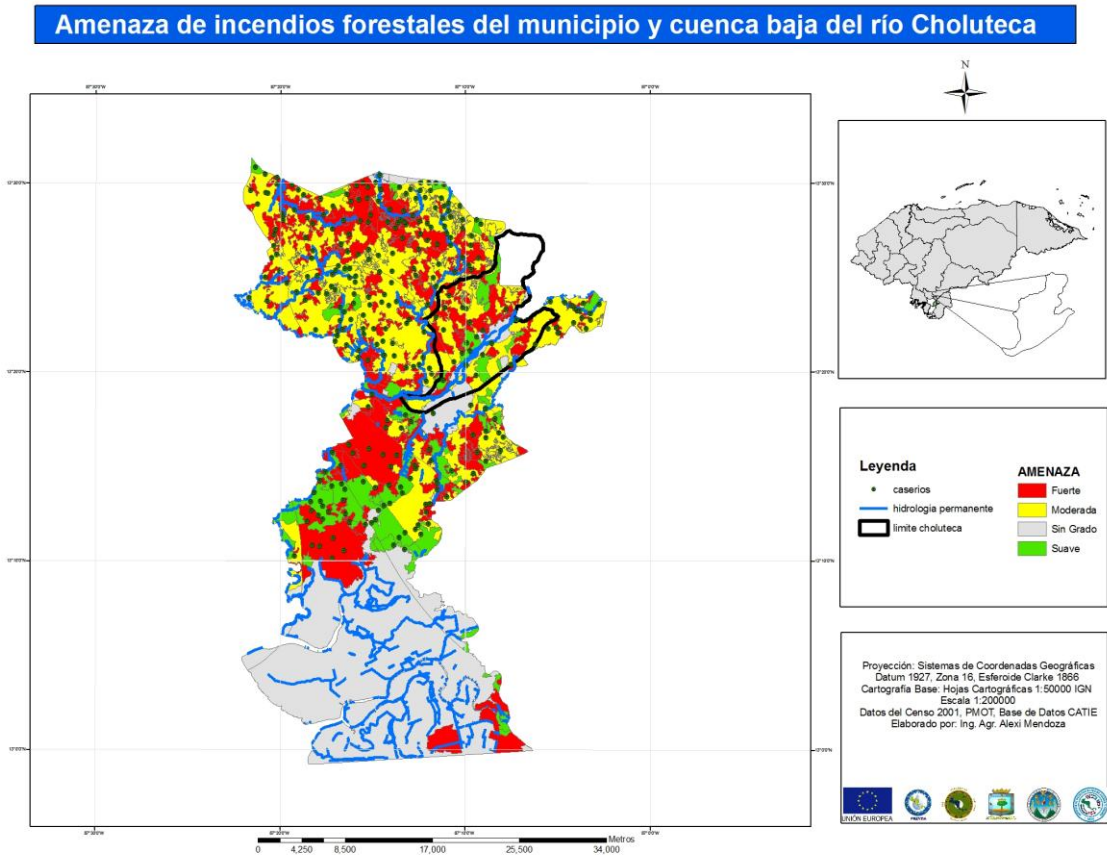 Amenaza de incendios forestales del municipio y cuenca baja del río Choluteca
N
Leyenda
caserios
hidrologia permanente
limite choluteca
AMENAZA
Fuerte
Moderada
Sin Grado
Suave
Proyección: Sistemas de Coordenadas Geográficas
Datum 1927, Zona 16, Esferoide Clarke 1866
Cartografía Base: Hojas Cartográficas 1:50000 IGN
Escala 1:200000
Datos del Censo 2001, PMOT, Base de Datos CATIE
Elaborado por: Ing. Agr. Alexi Mendoza
UNIÓN EUROPEA
Metros
0 4,250 8,500 17,000 25,500 34,000